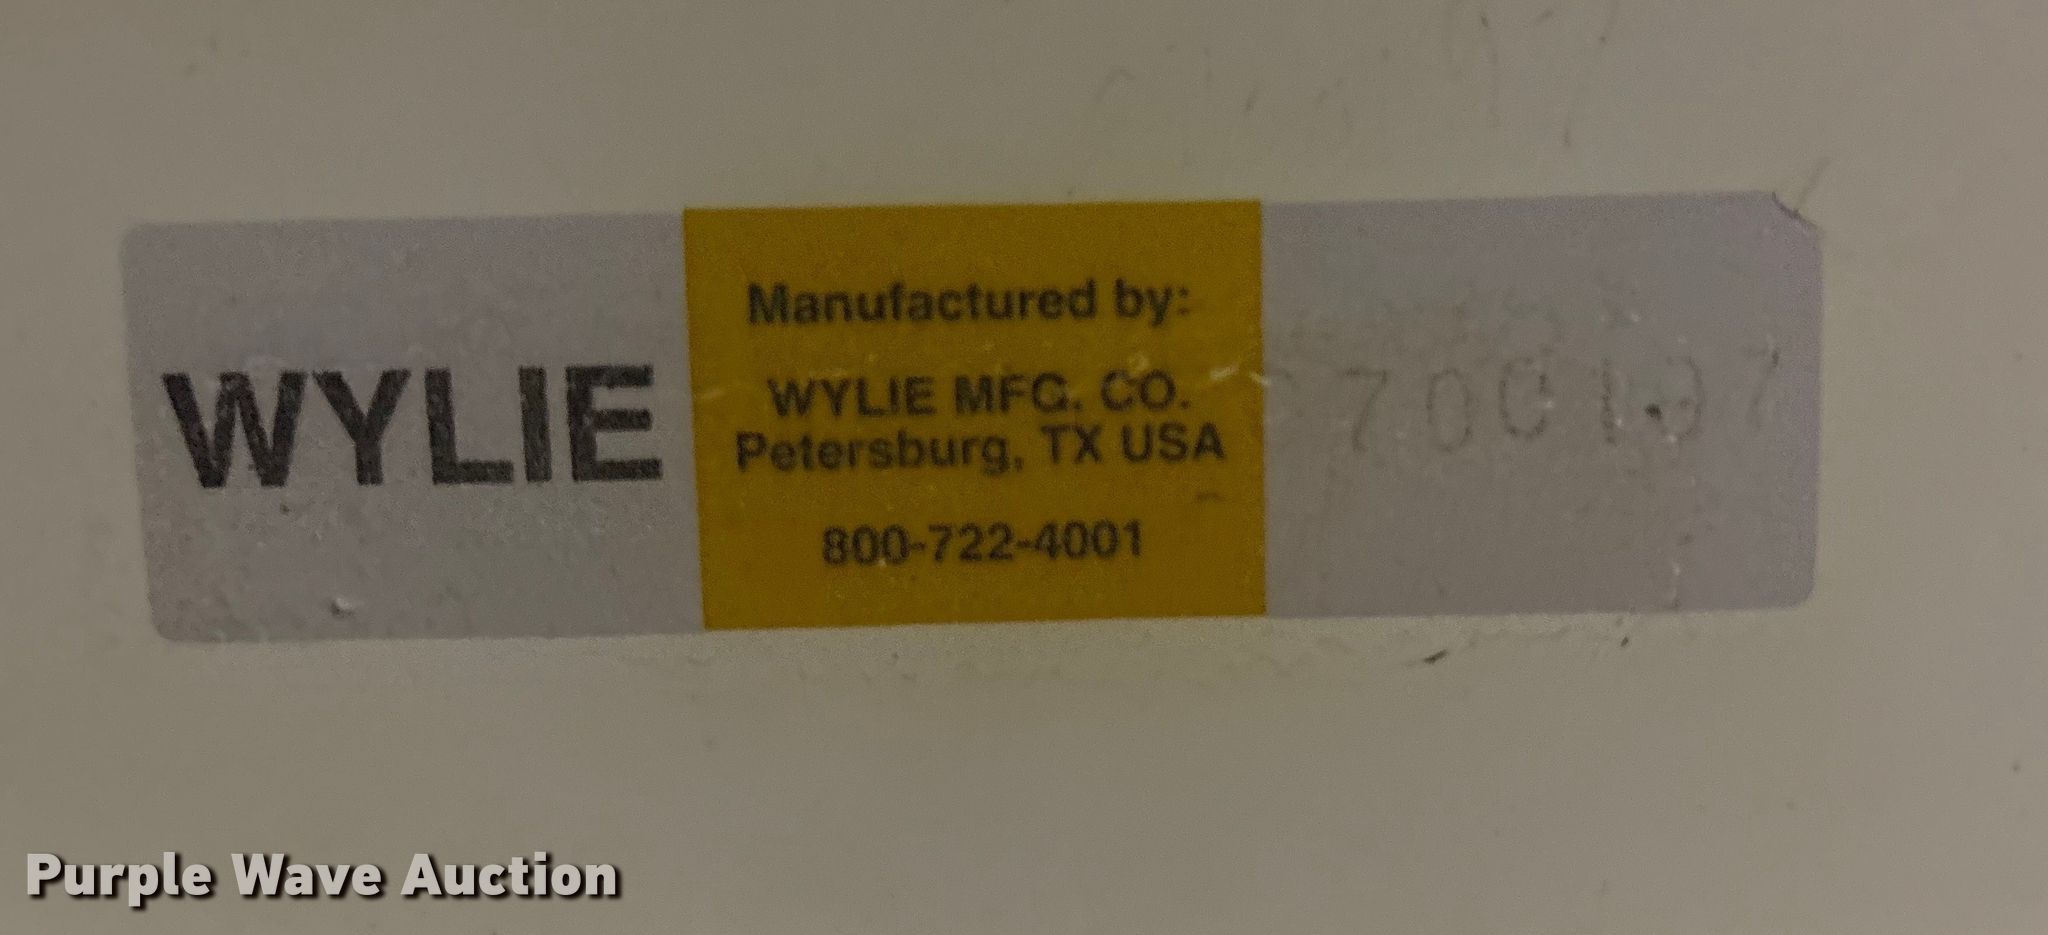 WYLIE
Manufactured by:
WYLIE MFG. CO.
Petersburg, TX USA
800-722-4001
Purple Wave Auction